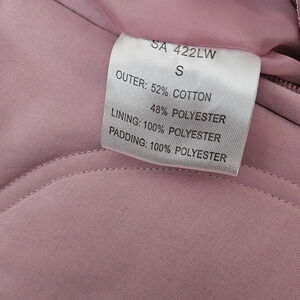 SA 422LW
S
OUTER: 52% COTTON
48% POLYESTER
LINING: 100% POLYESTER
PADDING: 100% POLYESTER